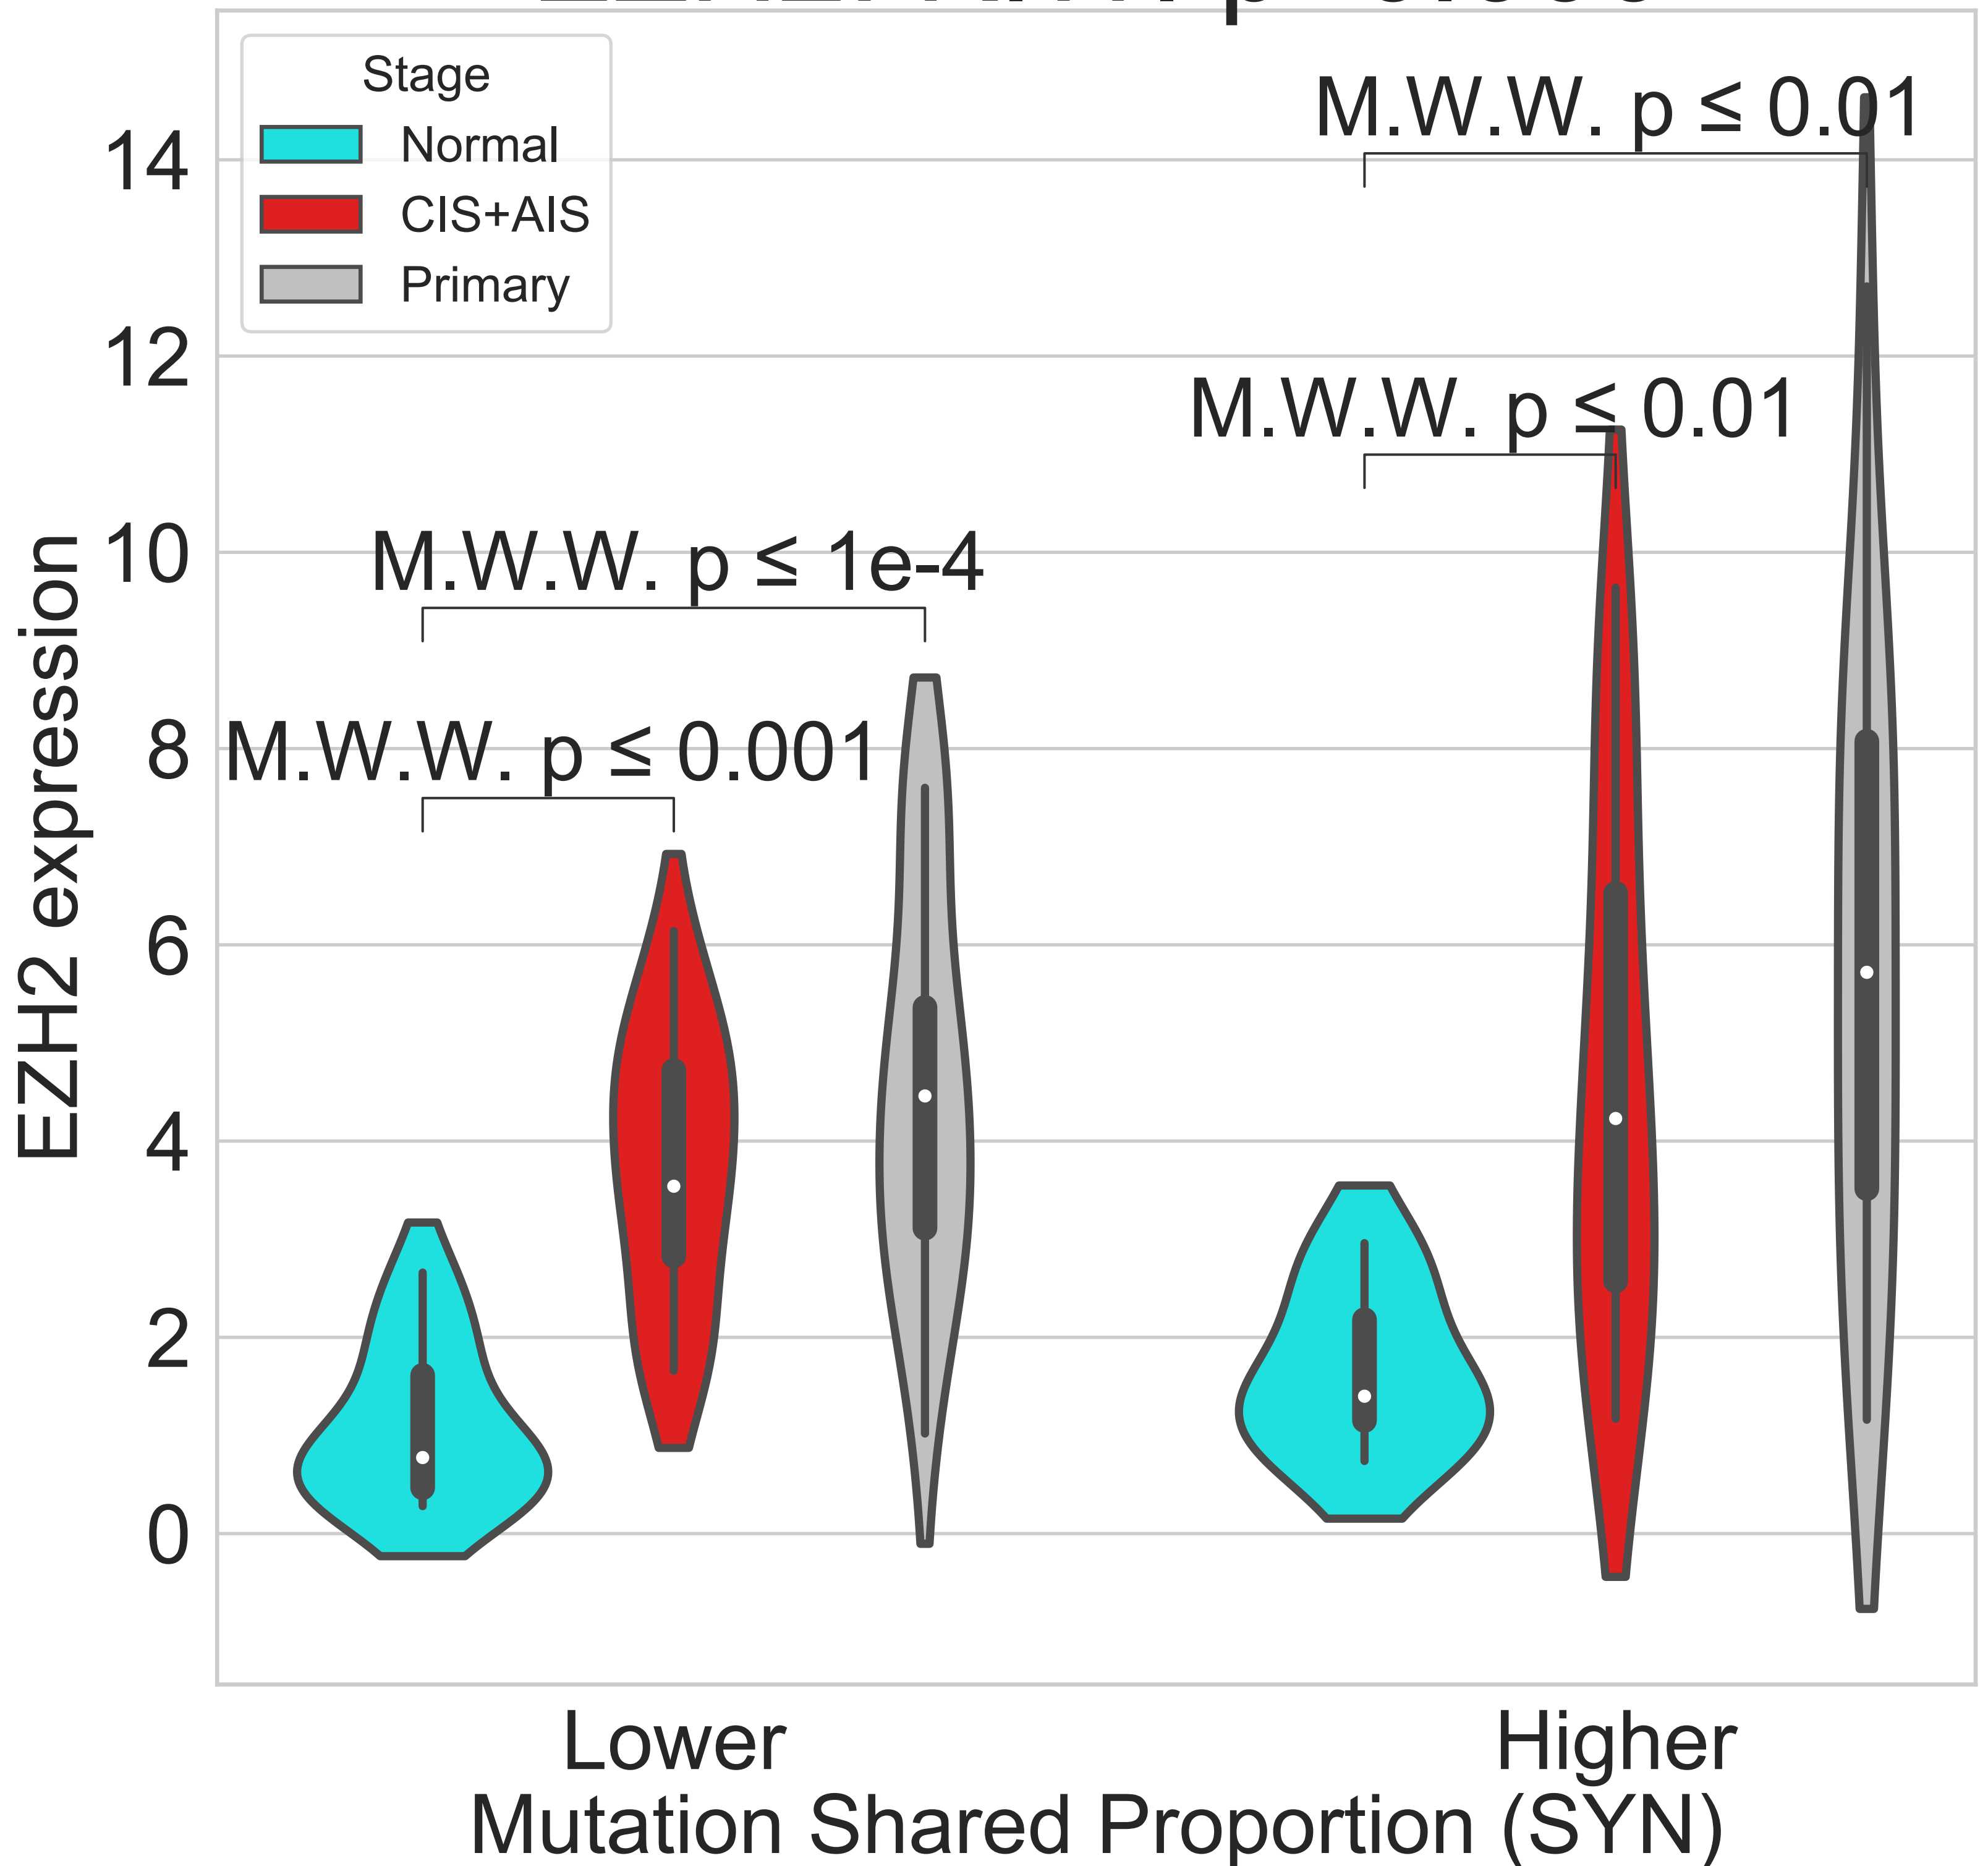 Stage
Normal
CIS+AIS
Primary
M.W.W. p ≤ 0.01
M.W.W. p ≤ 0.01
M.W.W. p ≤ 1e-4
M.W.W. p ≤ 0.001
14
12
10
8
6
4
2
0
EZH2 expression
Lower
Higher
Mutation Shared Proportion (SYN)